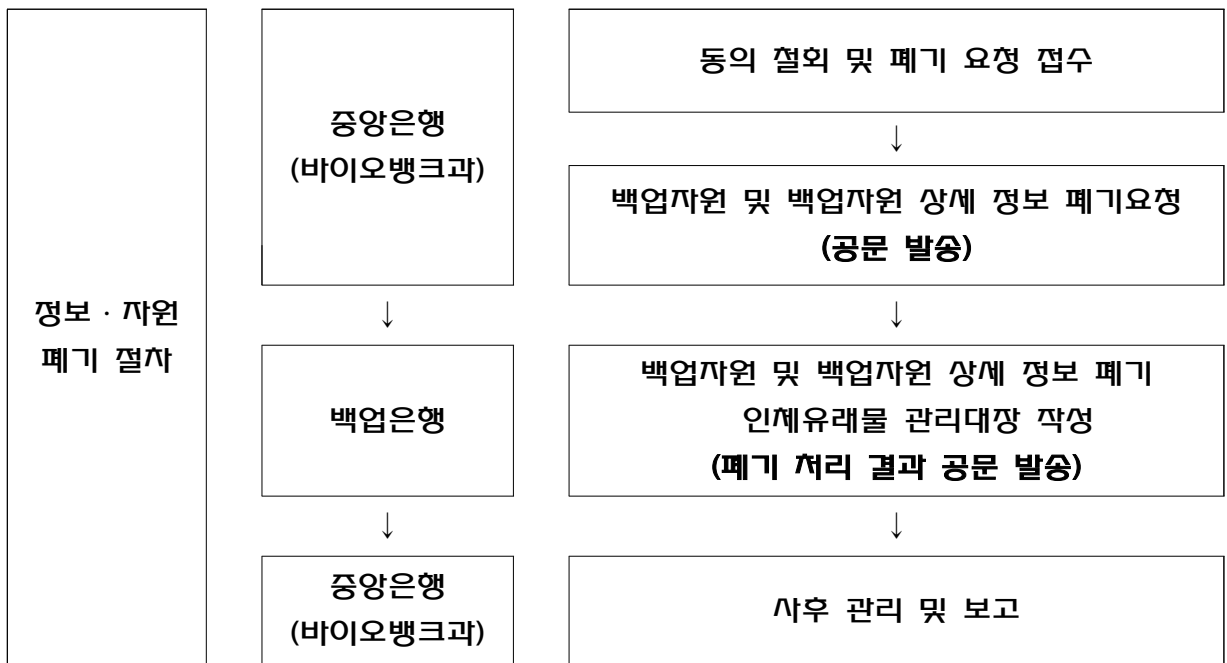 정보 · 자원
폐기 절차
중앙은행
(바이오뱅크과)
동의 철회 및 폐기 요청 접수
↓
백업자원 및 백업자원 상세 정보 폐기요청
(공문 발송)
↓
↓
백업은행
백업자원 및 백업자원 상세 정보 폐기
인체유래물 관리대장 작성
(폐기 처리 결과 공문 발송)
↓
↓
중앙은행
(바이오뱅크과)
사후 관리 및 보고